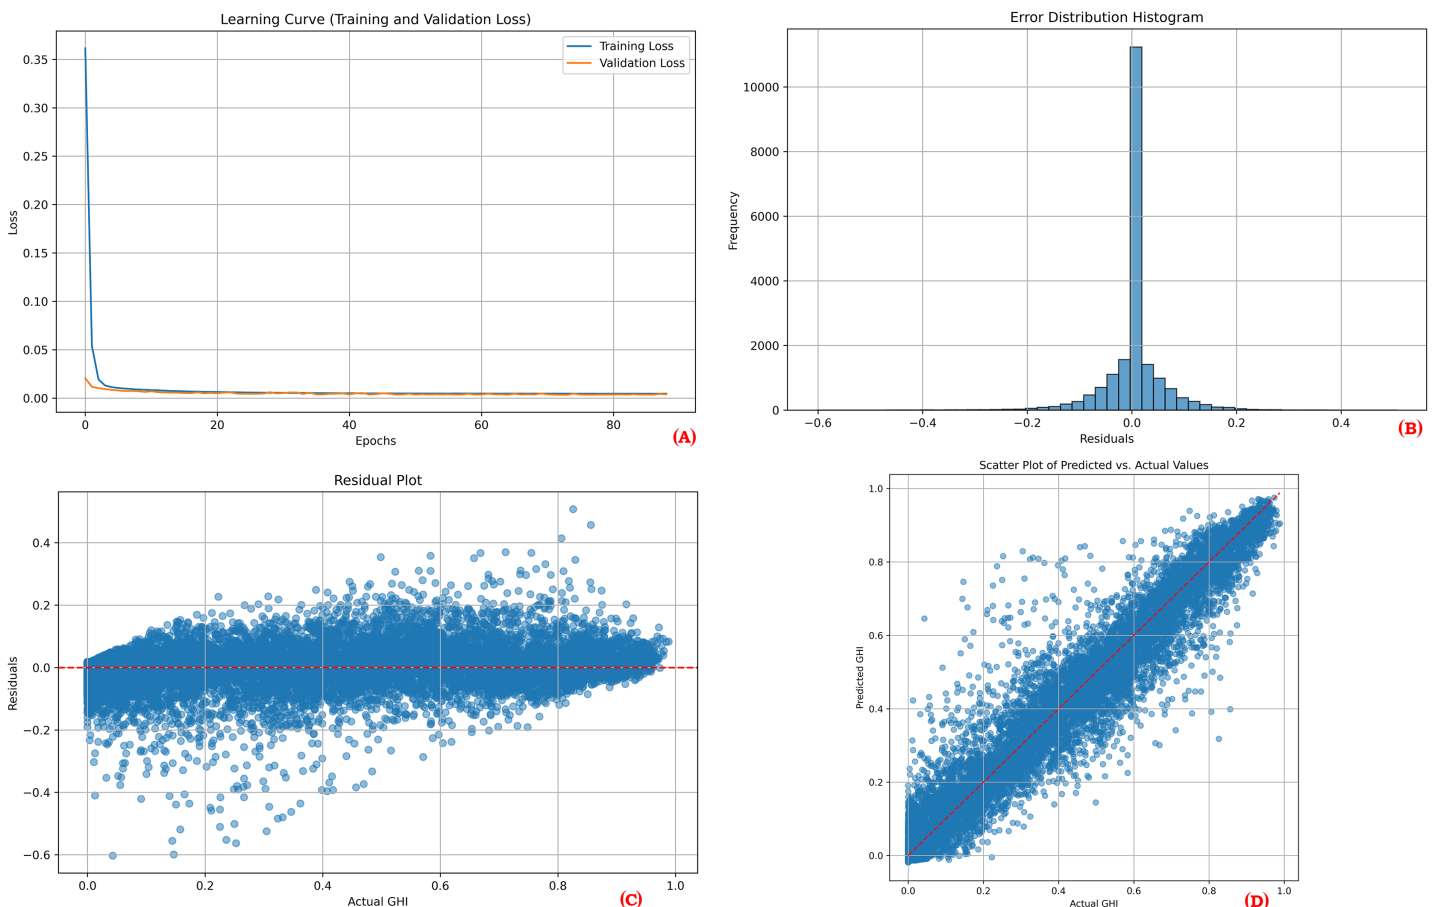 Learning Curve (Training and Validation Loss)
Training Loss
Validation Loss
0.35
0.30
0.25
0.20
0.15
0.10
0.05
0.00
Loss
0 20 40 60 80
Epochs
(A)
Error Distribution Histogram
10000
8000
6000
4000
2000
0
Frequency
−0.6 −0.4 −0.2 0.0 0.2 0.4
Residuals
(B)
Residual Plot
0.4
0.2
0.0
−0.2
−0.4
−0.6
Residuals
0.0 0.2 0.4 0.6 0.8 1.0
Actual GHI
(C)
Scatter Plot of Predicted vs. Actual Values
1.0
0.8
0.6
0.4
0.2
0.0
Predicted GHI
0.0 0.2 0.4 0.6 0.8 1.0
Actual GHI
(D)